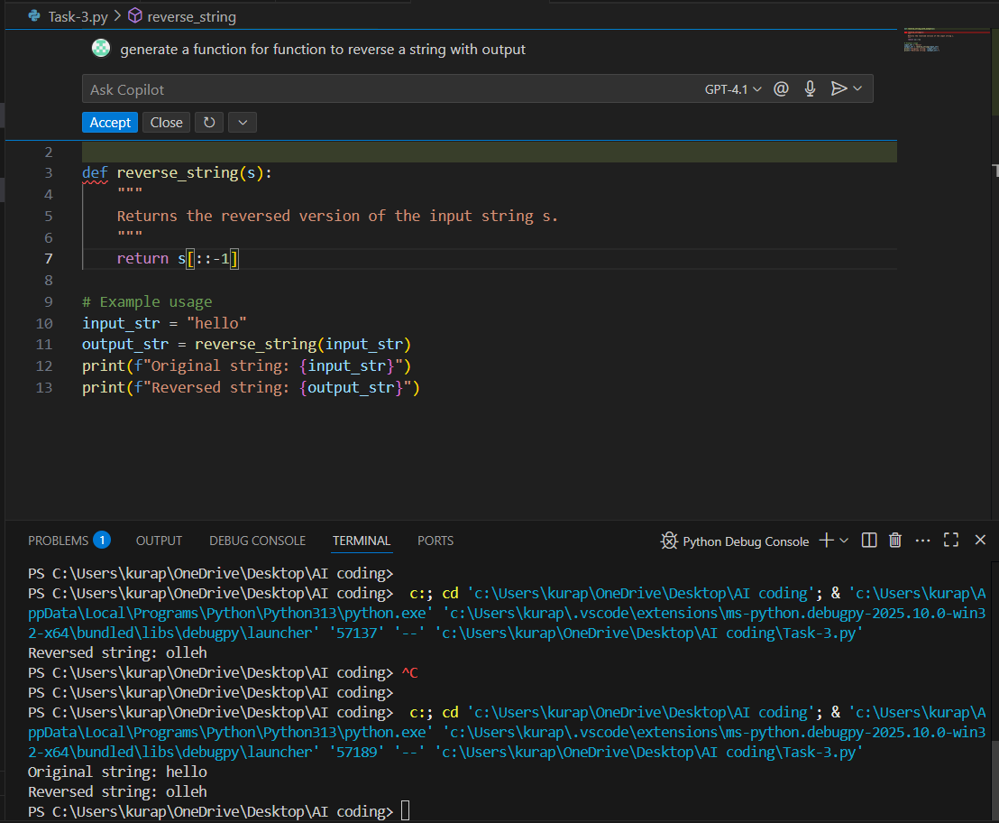 Task-3.py > reverse_string
generate a function for function to reverse a string with output
Ask Copilot GPT-4.1
Accept Close
2
3 def reverse_string(s):
4 """
5 Returns the reversed version of the input string s.
6 """
7 return s[::-1]
8
9 # Example usage
10 input_str = "hello"
11 output_str = reverse_string(input_str)
12 print(f"Original string: {input_str}")
13 print(f"Reversed string: {output_str}")
PROBLEMS 1 OUTPUT DEBUG CONSOLE TERMINAL PORTS Python Debug Console
PS C:\Users\kurap\OneDrive\Desktop\AI coding>
PS C:\Users\kurap\OneDrive\Desktop\AI coding> c:; cd 'c:\Users\kurap\OneDrive\Desktop\AI coding'; & 'c:\Users\kurap\A
ppData\Local\Programs\Python\Python313\python.exe' 'c:\Users\kurap\.vscode\extensions\ms-python.debugpy-2025.10.0-win3
2-x64\bundled\libs\debugpy\launcher' '57137' '--' 'c:\Users\kurap\OneDrive\Desktop\AI coding\Task-3.py'
Reversed string: olleh
PS C:\Users\kurap\OneDrive\Desktop\AI coding> ^C
PS C:\Users\kurap\OneDrive\Desktop\AI coding>
PS C:\Users\kurap\OneDrive\Desktop\AI coding> c:; cd 'c:\Users\kurap\OneDrive\Desktop\AI coding'; & 'c:\Users\kurap\A
ppData\Local\Programs\Python\Python313\python.exe' 'c:\Users\kurap\.vscode\extensions\ms-python.debugpy-2025.10.0-win3
2-x64\bundled\libs\debugpy\launcher' '57189' '--' 'c:\Users\kurap\OneDrive\Desktop\AI coding\Task-3.py'
Original string: hello
Reversed string: olleh
PS C:\Users\kurap\OneDrive\Desktop\AI coding>